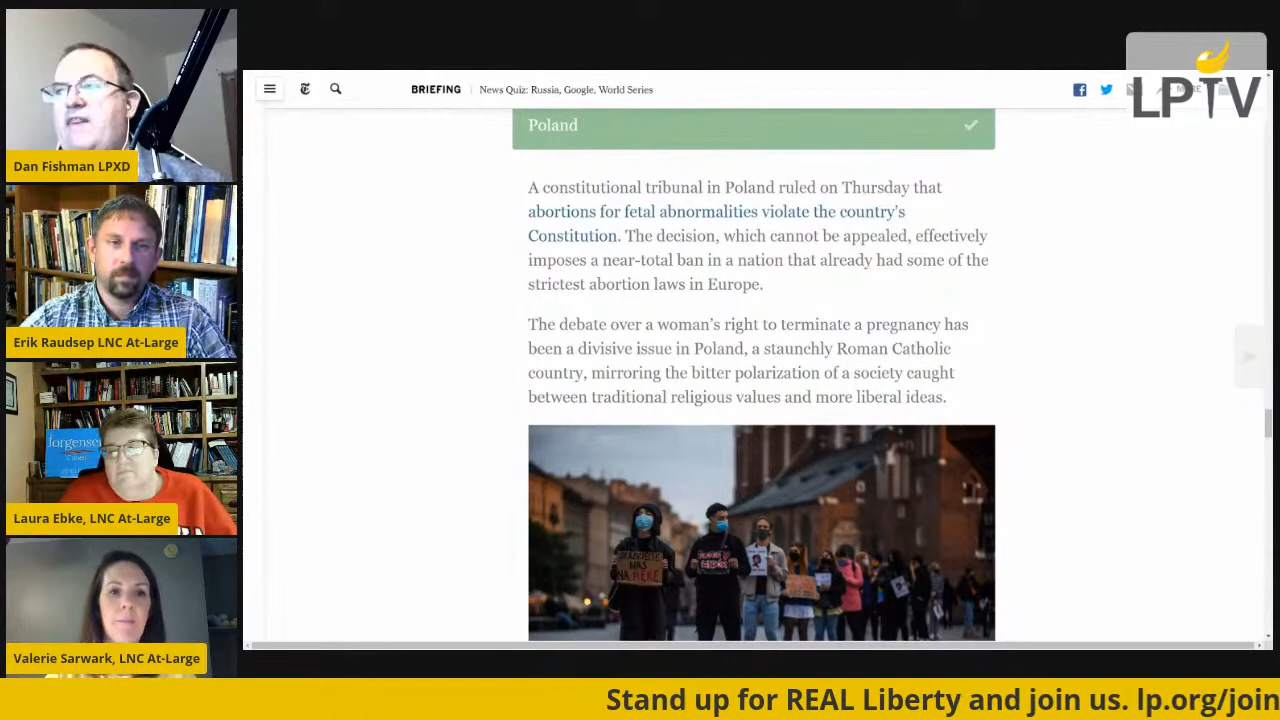 Dan Fishman LPXD
Erik Raudsep LNC At-Large
Jorgensen
Laura Ebke, LNC At-Large
Valerie Sarwark, LNC At-Large
BRIEFING
News Quiz: Russia, Google, World Series
LPTV
Poland
A constitutional tribunal in Poland ruled on Thursday that
abortions for fetal abnormalities violate the country’s
Constitution. The decision, which cannot be appealed, effectively
imposes a near-total ban in a nation that already had some of the
strictest abortion laws in Europe.
The debate over a woman’s right to terminate a pregnancy has
been a divisive issue in Poland, a staunchly Roman Catholic
country, mirroring the bitter polarization of a society caught
between traditional religious values and more liberal ideas.
NAS
NA MĘKĘ
Stand up for REAL Liberty and join us. lp.org/join